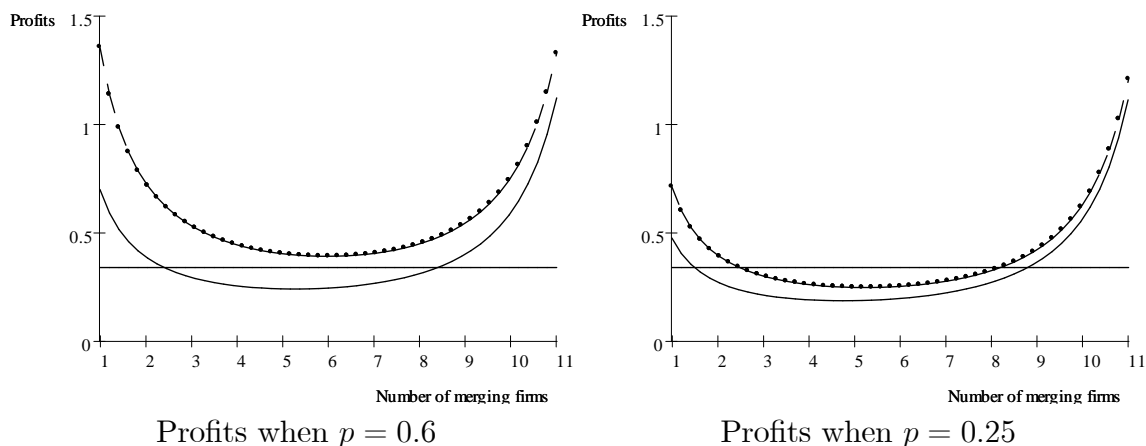 Profits 1.5
1
0.5
0
1 2 3 4 5 6 7 8 9 10 11
Number of merging firms
Profits when p = 0.6
Profits 1.5
1
0.5
0
1 2 3 4 5 6 7 8 9 10 11
Number of merging firms
Profits when p = 0.25